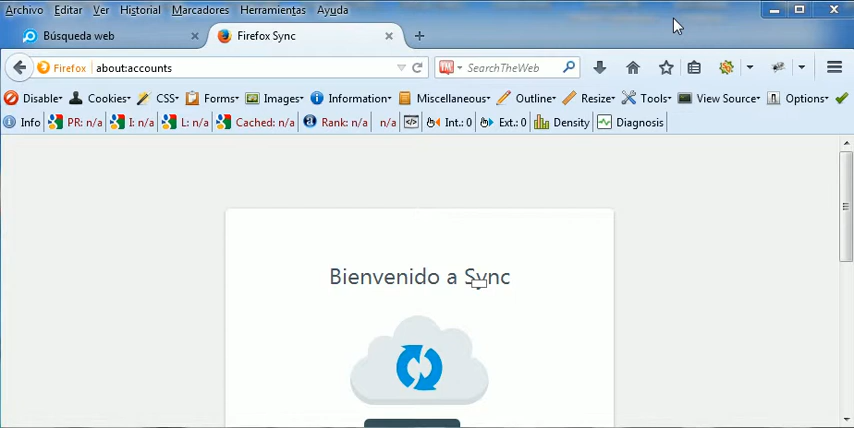 Archivo Editar Ver Historial Marcadores Herramientas Ayuda
Búsqueda web × Firefox Sync × +
Firefox about:accounts SearchTheWeb
Disable Cookies CSS Forms Images Information Miscellaneous Outline Resize Tools View Source Options
Info PR: n/a I: n/a L: n/a Cached: n/a Rank: n/a n/a Int.: 0 Ext.: 0 Density Diagnosis
Bienvenido a Sync